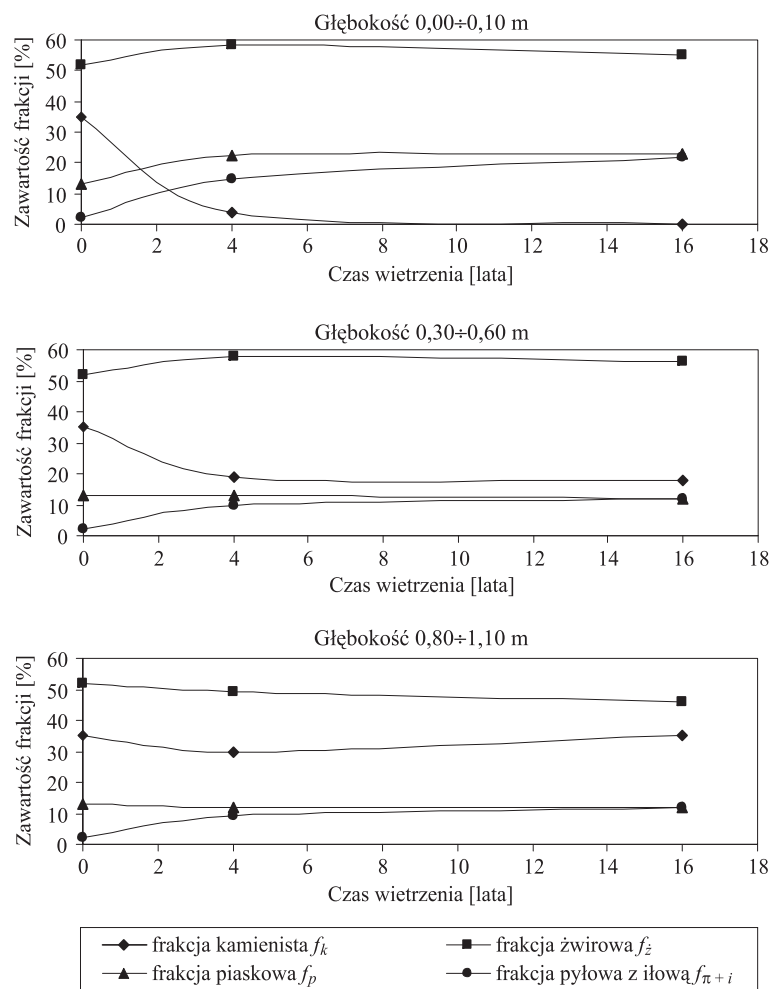 Głębokość 0,00÷0,10 m
Zawartość frakcji [%]
60
50
40
30
20
10
0
0 2 4 6 8 10 12 14 16 18
Czas wietrzenia [lata]
Głębokość 0,30÷0,60 m
Zawartość frakcji [%]
60
50
40
30
20
10
0
0 2 4 6 8 10 12 14 16 18
Czas wietrzenia [lata]
Głębokość 0,80÷1,10 m
Zawartość frakcji [%]
60
50
40
30
20
10
0
0 2 4 6 8 10 12 14 16 18
Czas wietrzenia [lata]
frakcja kamienista fk frakcja żwirowa fż
frakcja piaskowa fp frakcja pyłowa z iłową fπ + i